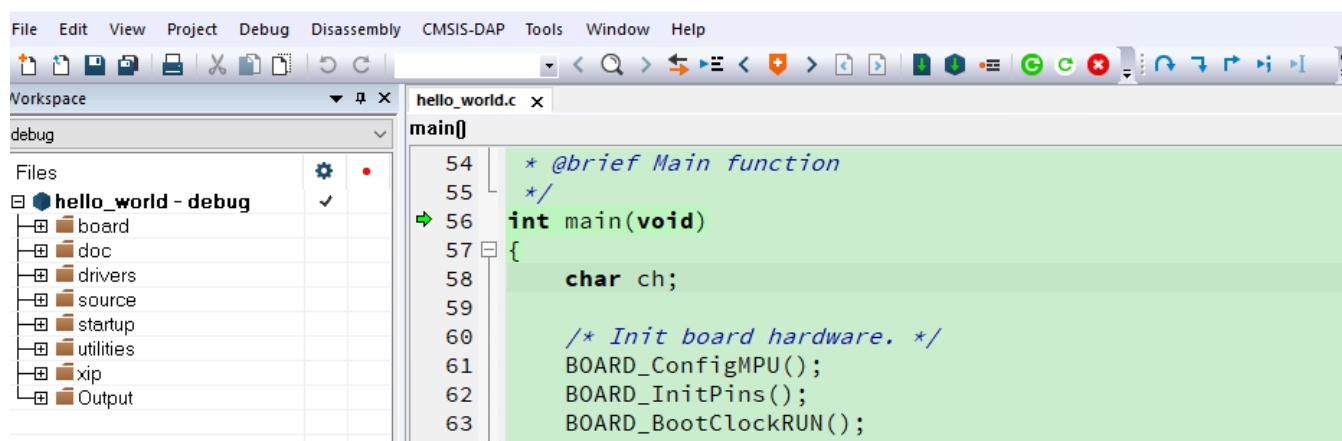 File Edit View Project Debug Disassembly CMSIS-DAP Tools Window Help
Workspace
hello_world.c
debug
main()
Files
hello_world - debug
board
doc
drivers
source
startup
utilities
xip
Output
54 * @brief Main function
55 */
56 int main(void)
57 {
58 char ch;
59
60 /* Init board hardware. */
61 BOARD_ConfigMPU();
62 BOARD_InitPins();
63 BOARD_BootClockRUN();